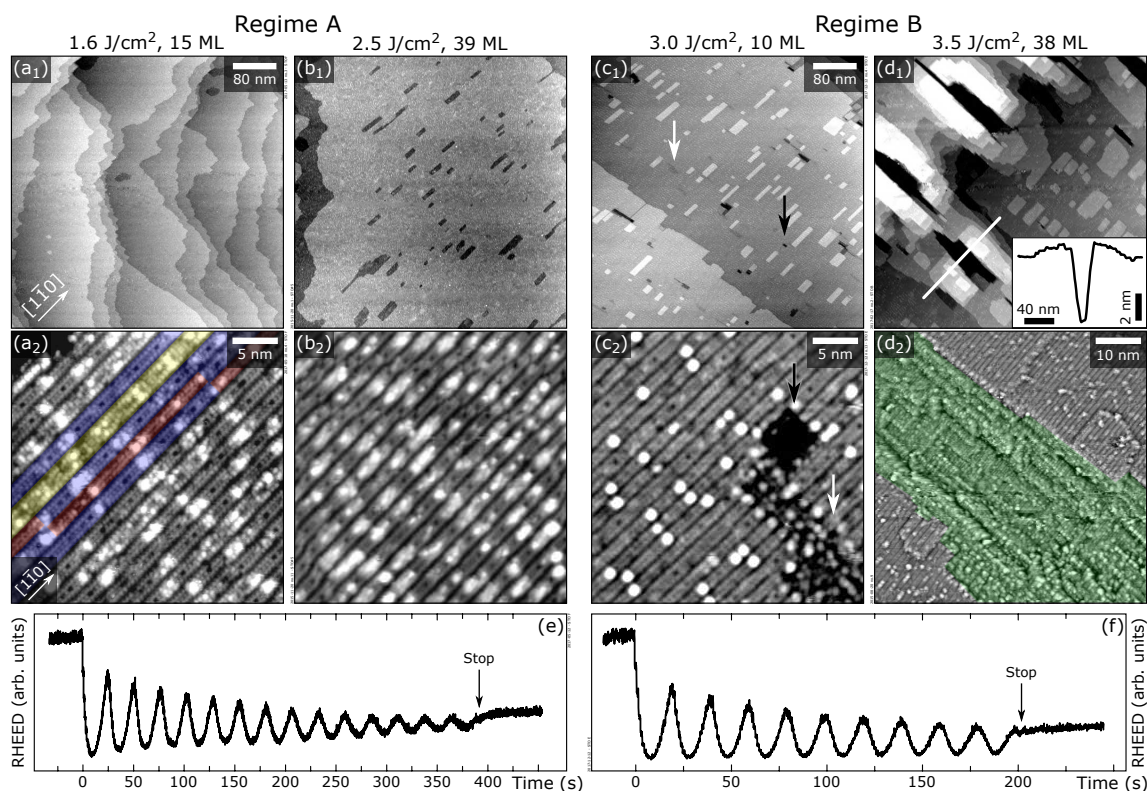 Regime A
Regime B
1.6 J/cm², 15 ML
2.5 J/cm², 39 ML
3.0 J/cm², 10 ML
3.5 J/cm², 38 ML
(a₁)
80 nm
(b₁)
(c₁)
80 nm
(d₁)
[11̄0]
40 nm
2 nm
(a₂)
5 nm
(b₂)
(c₂)
5 nm
(d₂)
10 nm
[11̄0]
RHEED (arb. units)
(e)
Stop
0 50 100 150 200 250 300 350 400 Time (s)
(f)
Stop
RHEED (arb. units)
0 50 100 150 200 Time (s)